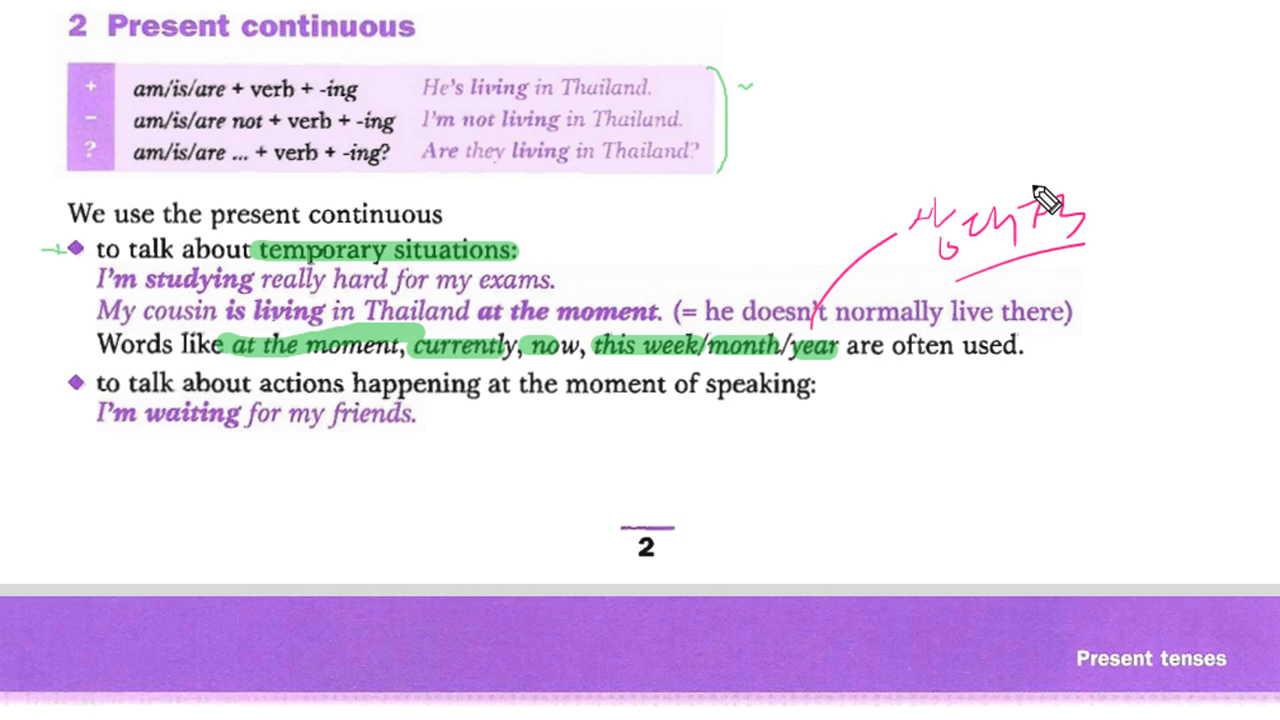 2 Present continuous
+ am/is/are + verb + -ing He's living in Thailand.
– am/is/are not + verb + -ing I'm not living in Thailand.
? am/is/are ... + verb + -ing? Are they living in Thailand?
We use the present continuous
◆ to talk about temporary situations:
I'm studying really hard for my exams.
My cousin is living in Thailand at the moment. (= he doesn't normally live there)
Words like at the moment, currently, now, this week/month/year are often used.
◆ to talk about actions happening at the moment of speaking:
I'm waiting for my friends.
2
Present tenses